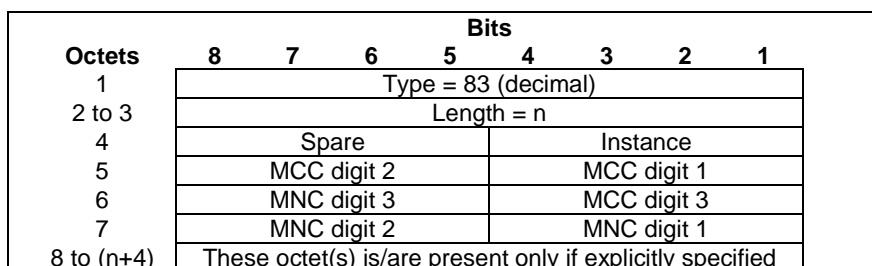 Bits
Octets 8 7 6 5 4 3 2 1
1 Type = 83 (decimal)
2 to 3 Length = n
4 Spare Instance
5 MCC digit 2 MCC digit 1
6 MNC digit 3 MCC digit 3
7 MNC digit 2 MNC digit 1
8 to (n+4) These octet(s) is/are present only if explicitly specified